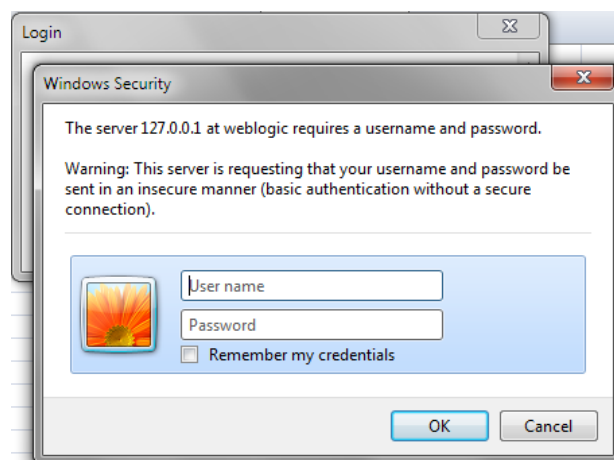 Login
Windows Security
The server 127.0.0.1 at weblogic requires a username and password.
Warning: This server is requesting that your username and password be
sent in an insecure manner (basic authentication without a secure
connection).
User name
Password
Remember my credentials
OK Cancel